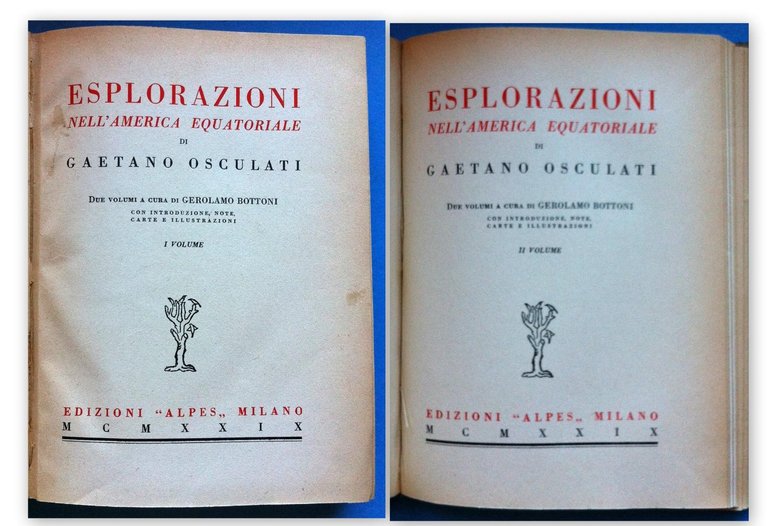 ESPLORAZIONI
NELL'AMERICA EQUATORIALE
DI
GAETANO OSCULATI
DUE VOLUMI A CURA DI GEROLAMO BOTTONI
CON INTRODUZIONE, NOTE,
CARTE E ILLUSTRAZIONI
I VOLUME
EDIZIONI "ALPES„ MILANO
MCMXXIX
ESPLORAZIONI
NELL'AMERICA EQUATORIALE
DI
GAETANO OSCULATI
DUE VOLUMI A CURA DI GEROLAMO BOTTONI
CON INTRODUZIONE, NOTE,
CARTE E ILLUSTRAZIONI
II VOLUME
EDIZIONI "ALPES„ MILANO
MCMXXIX